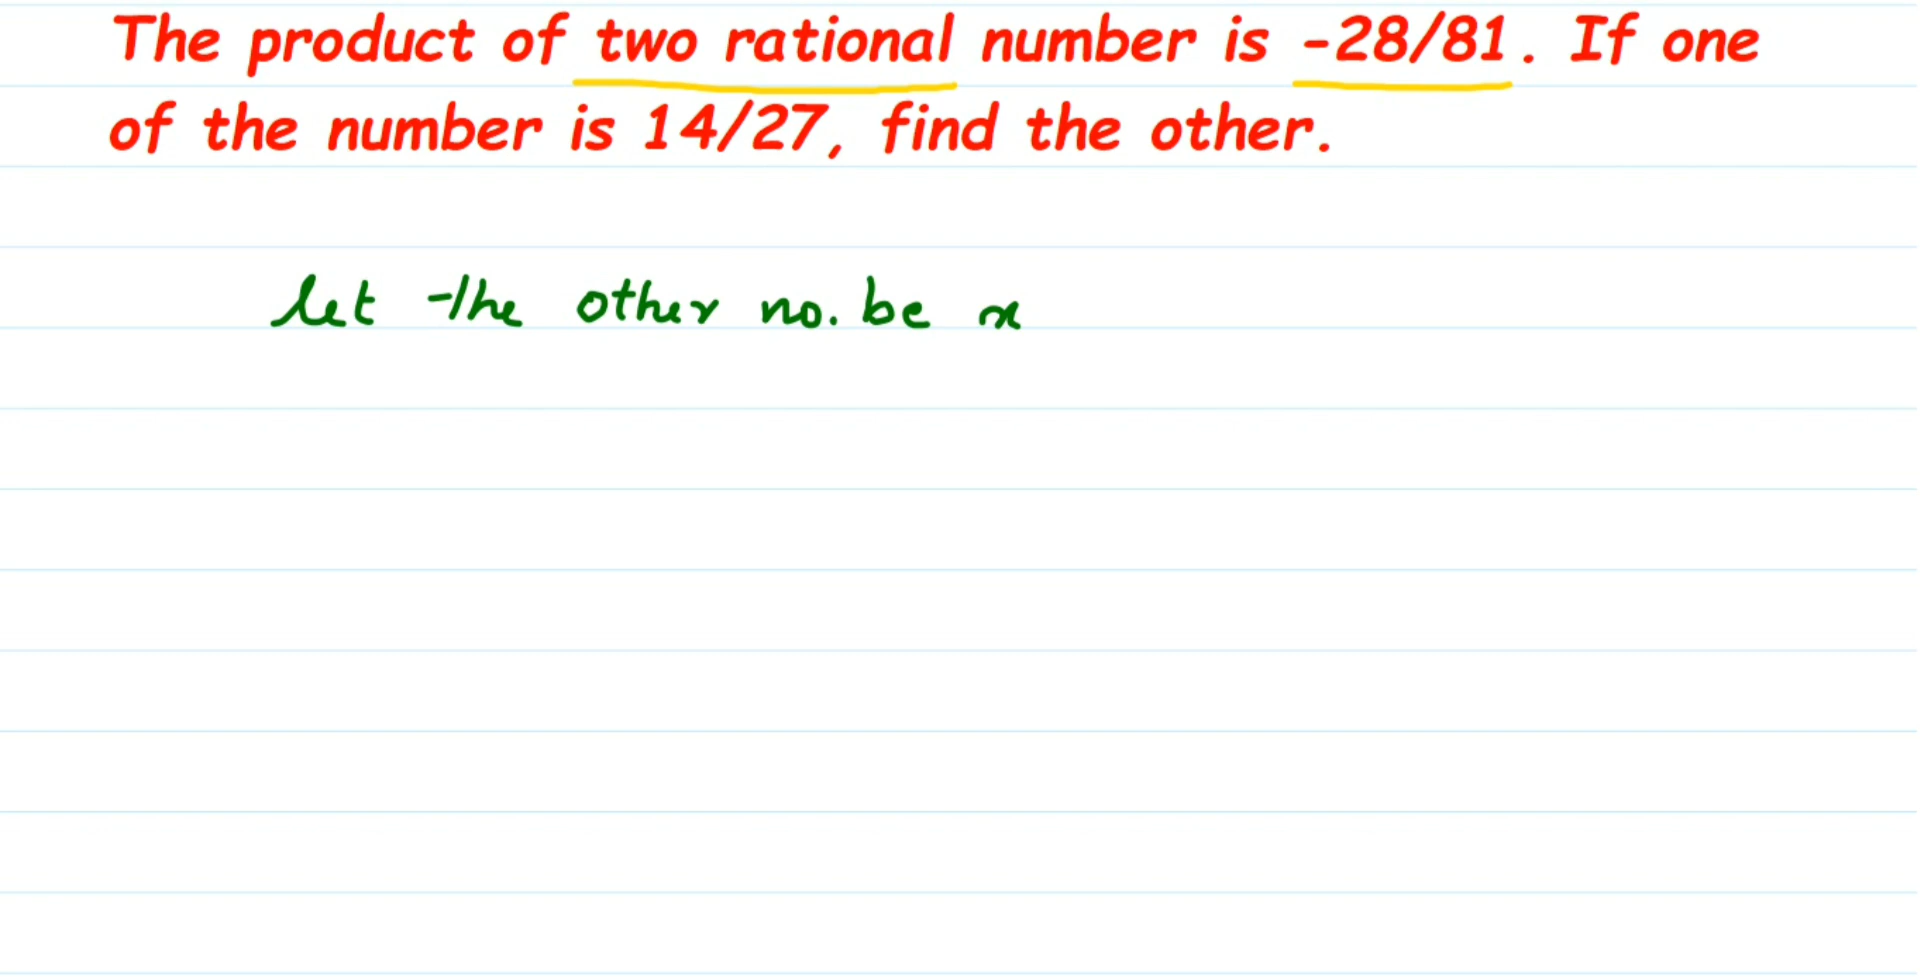 The product of two rational number is -28/81. If one
of the number is 14/27, find the other.
let the other no. be x